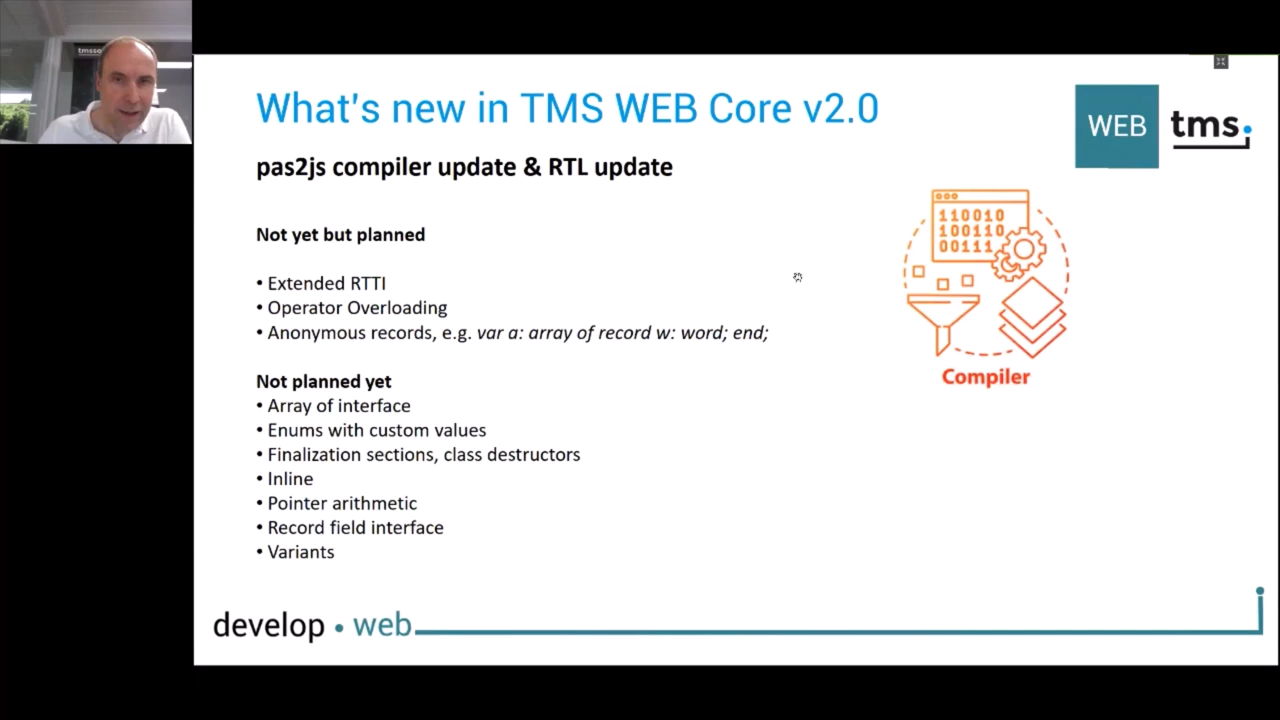 tmsso
What's new in TMS WEB Core v2.0
WEB
tms.
pas2js compiler update & RTL update
Not yet but planned
• Extended RTTI
• Operator Overloading
• Anonymous records, e.g. var a: array of record w: word; end;
110010
100110
00111
Compiler
Not planned yet
• Array of interface
• Enums with custom values
• Finalization sections, class destructors
• Inline
• Pointer arithmetic
• Record field interface
• Variants
develop • web